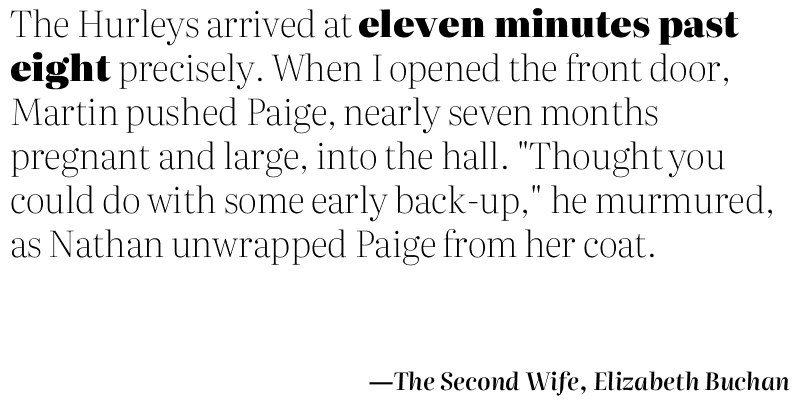 The Hurleys arrived at eleven minutes past
eight precisely. When I opened the front door,
Martin pushed Paige, nearly seven months
pregnant and large, into the hall. "Thought you
could do with some early back-up," he murmured,
as Nathan unwrapped Paige from her coat.
—The Second Wife, Elizabeth Buchan